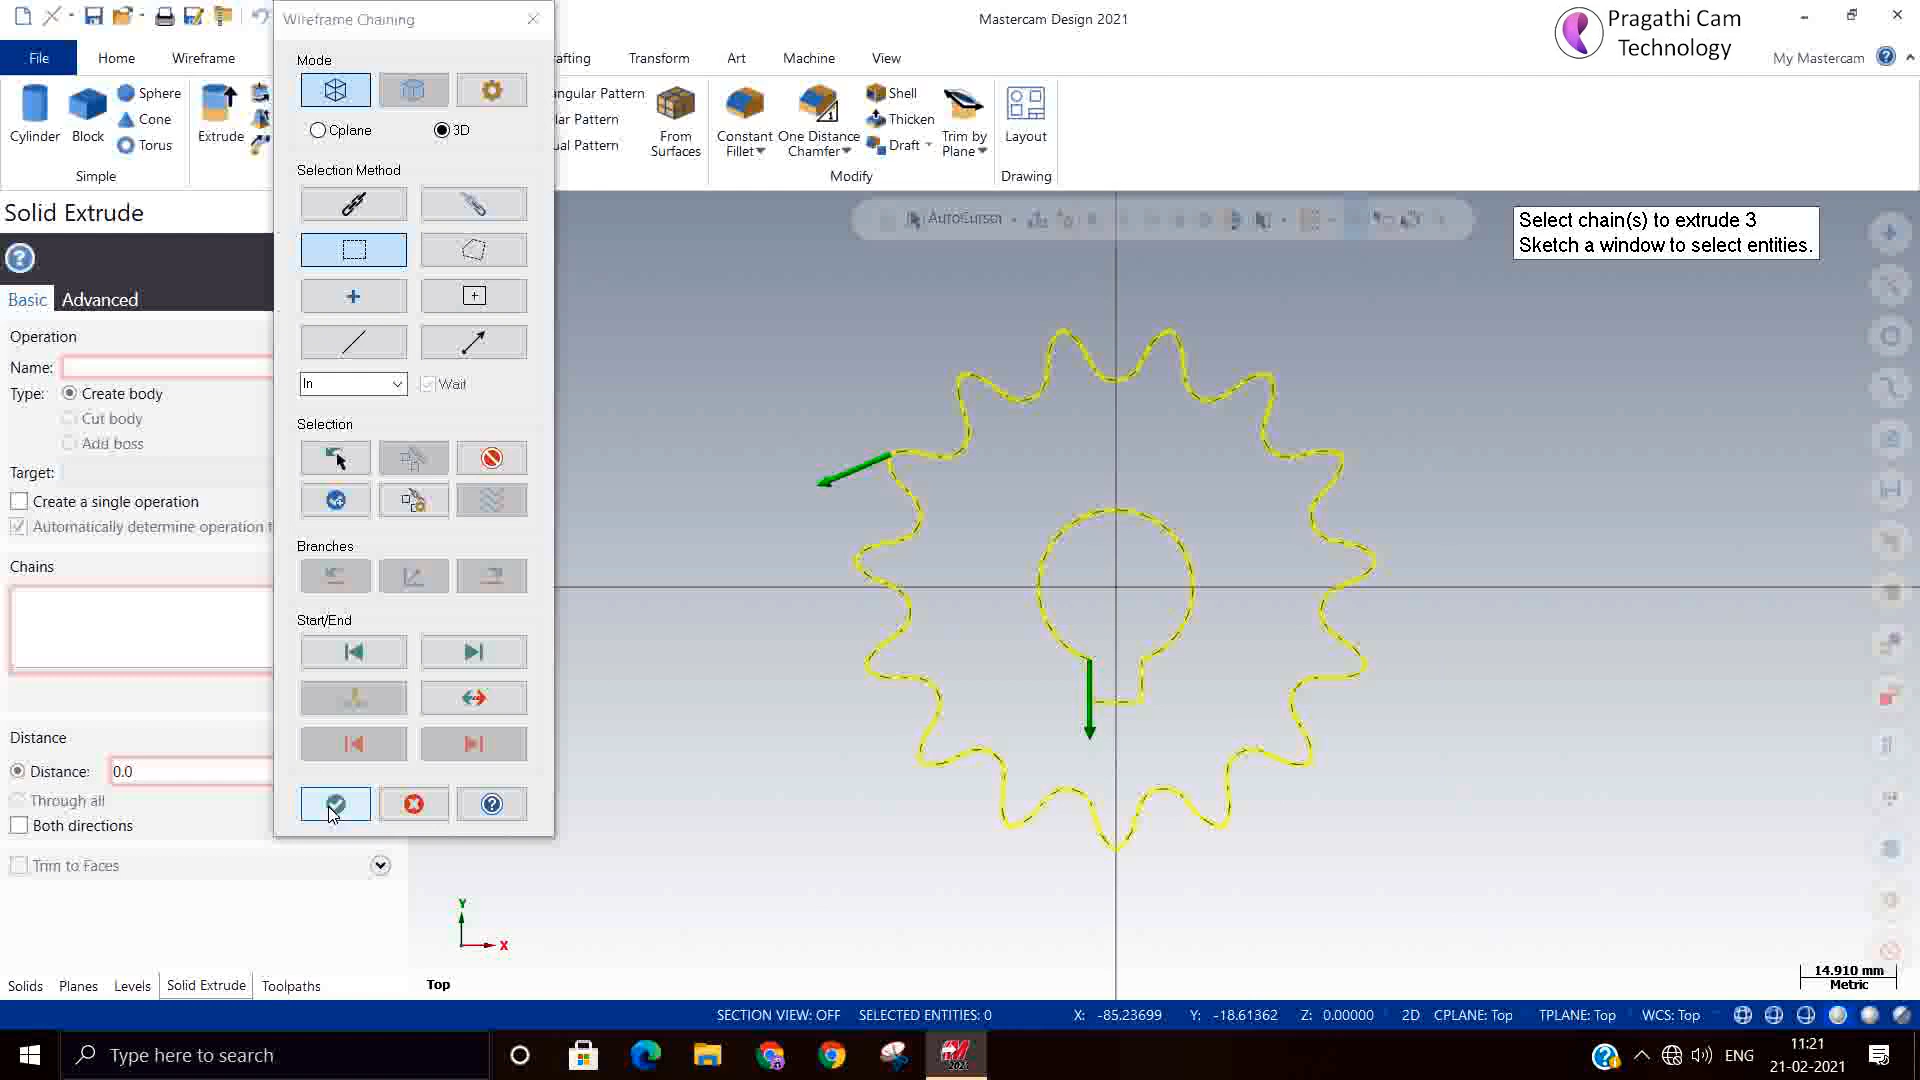 Wireframe Chaining
Mastercam Design 2021
Pragathi Cam
Technology
File
Home
Wireframe
afting
Transform
Art
Machine
View
My Mastercam
Cylinder
Block
Sphere
Cone
Torus
Simple
Extrude
angular Pattern
lar Pattern
ual Pattern
From
Surfaces
Constant
Fillet
One Distance
Chamfer
Shell
Thicken
Draft
Trim by
Plane
Modify
Layout
Drawing
Mode
Cplane
3D
Selection Method
In
Wait
Selection
Branches
Start/End
Solid Extrude
Basic
Advanced
Operation
Name:
Type:
Create body
Cut body
Add boss
Target:
Create a single operation
Automatically determine operation t
Chains
Distance
Distance:
0.0
Through all
Both directions
Trim to Faces
AutoCursor
Select chain(s) to extrude 3
Sketch a window to select entities.
Y
X
Top
14.910 mm
Metric
Solids
Planes
Levels
Solid Extrude
Toolpaths
SECTION VIEW: OFF
SELECTED ENTITIES: 0
X: -85.23699
Y: -18.61362
Z: 0.00000
2D
CPLANE: Top
TPLANE: Top
WCS: Top
Type here to search
2021
ENG
11:21
21-02-2021